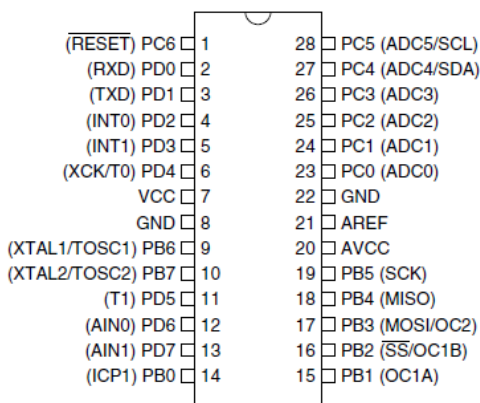 (RESET) PC6 1 28 PC5 (ADC5/SCL)
(RXD) PD0 2 27 PC4 (ADC4/SDA)
(TXD) PD1 3 26 PC3 (ADC3)
(INT0) PD2 4 25 PC2 (ADC2)
(INT1) PD3 5 24 PC1 (ADC1)
(XCK/T0) PD4 6 23 PC0 (ADC0)
VCC 7 22 GND
GND 8 21 AREF
(XTAL1/TOSC1) PB6 9 20 AVCC
(XTAL2/TOSC2) PB7 10 19 PB5 (SCK)
(T1) PD5 11 18 PB4 (MISO)
(AIN0) PD6 12 17 PB3 (MOSI/OC2)
(AIN1) PD7 13 16 PB2 (SS/OC1B)
(ICP1) PB0 14 15 PB1 (OC1A)